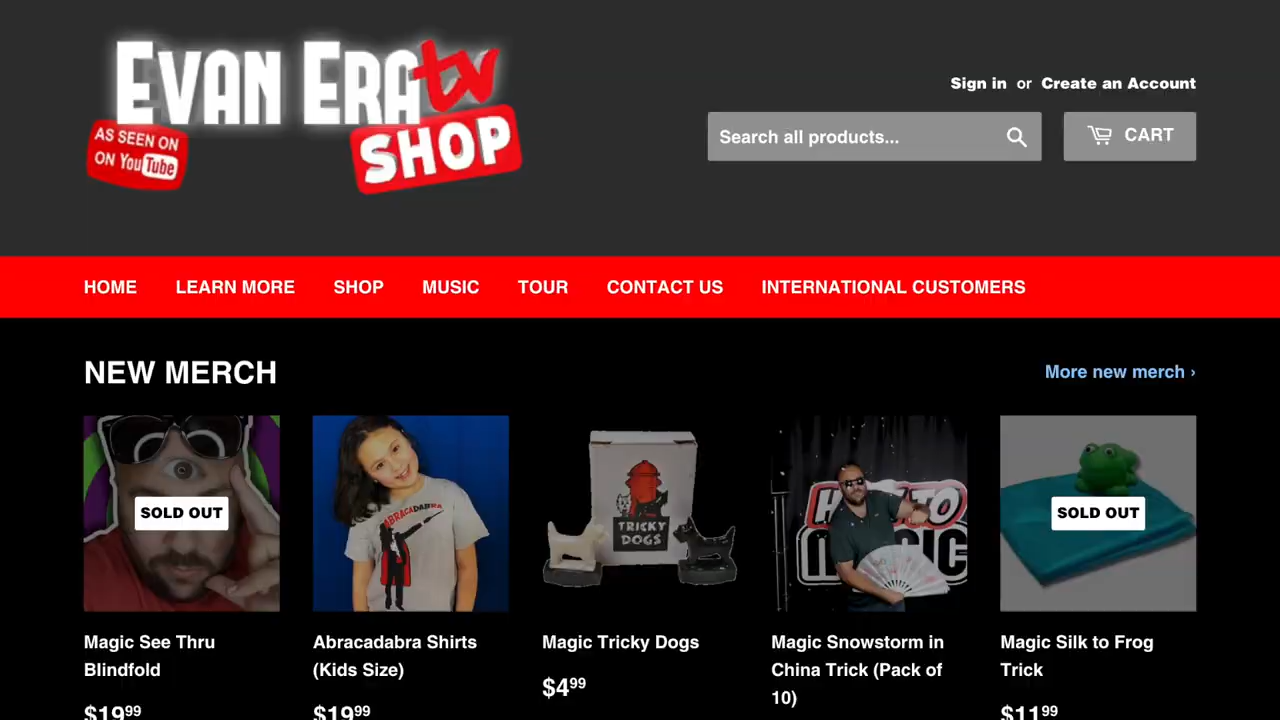 EVAN ERA tv
SHOP
AS SEEN ON
ON YouTube
Sign in or Create an Account
Search all products...
CART
HOME LEARN MORE SHOP MUSIC TOUR CONTACT US INTERNATIONAL CUSTOMERS
NEW MERCH
More new merch ›
SOLD OUT
ABRACADABRA
TRICKY
DOGS
HOW TO
MAGIC
SOLD OUT
Magic See Thru
Blindfold
$19.99
Abracadabra Shirts
(Kids Size)
$19.99
Magic Tricky Dogs
$4.99
Magic Snowstorm in
China Trick (Pack of
10)
Magic Silk to Frog
Trick
$11.99